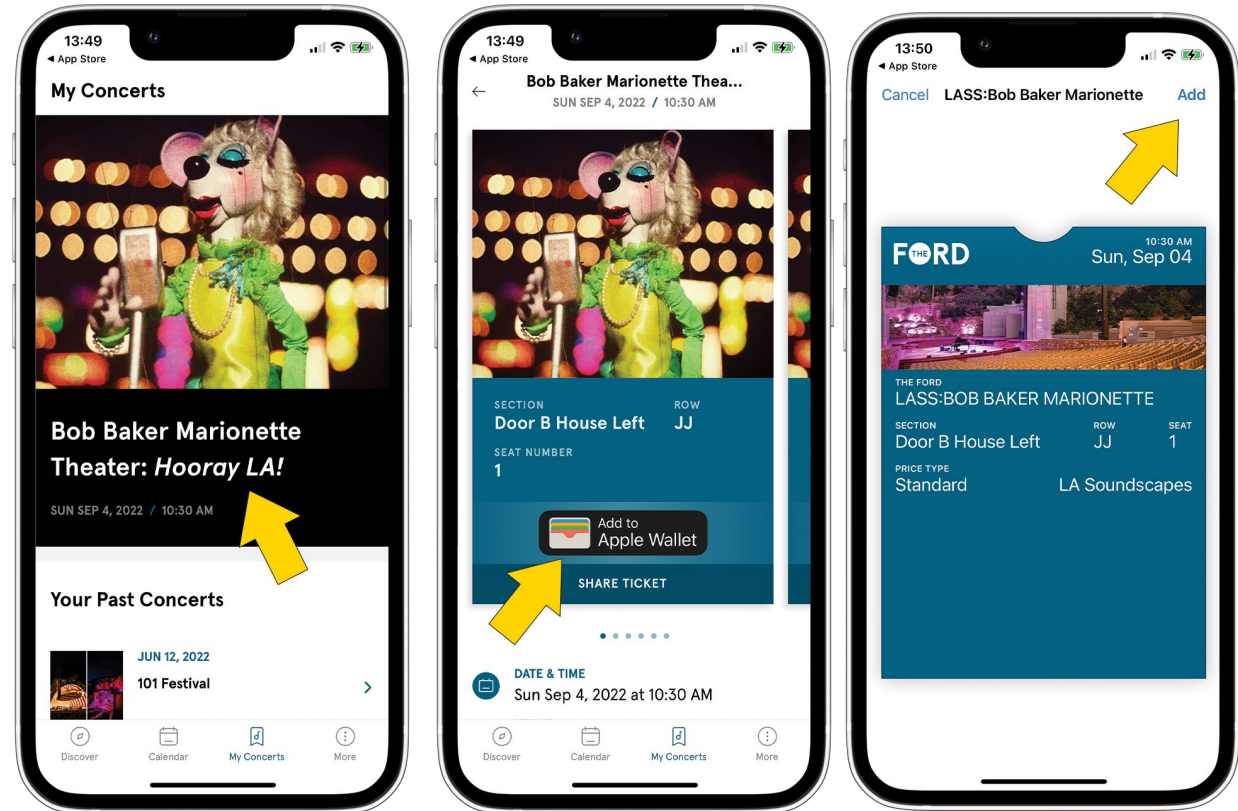 13:49
◀ App Store
My Concerts
Bob Baker Marionette
Theater: Hooray LA!
SUN SEP 4, 2022 / 10:30 AM
Your Past Concerts
JUN 12, 2022
101 Festival
Discover
Calendar
My Concerts
More
13:49
◀ App Store
Bob Baker Marionette Thea...
SUN SEP 4, 2022 / 10:30 AM
SECTION ROW
Door B House Left JJ
SEAT NUMBER
1
Add to
Apple Wallet
SHARE TICKET
DATE & TIME
Sun Sep 4, 2022 at 10:30 AM
Discover
Calendar
My Concerts
More
13:50
◀ App Store
Cancel LASS:Bob Baker Marionette Add
FTHERD
10:30 AM
Sun, Sep 04
THE FORD
LASS:BOB BAKER MARIONETTE
SECTION ROW SEAT
Door B House Left JJ 1
PRICE TYPE
Standard LA Soundscapes